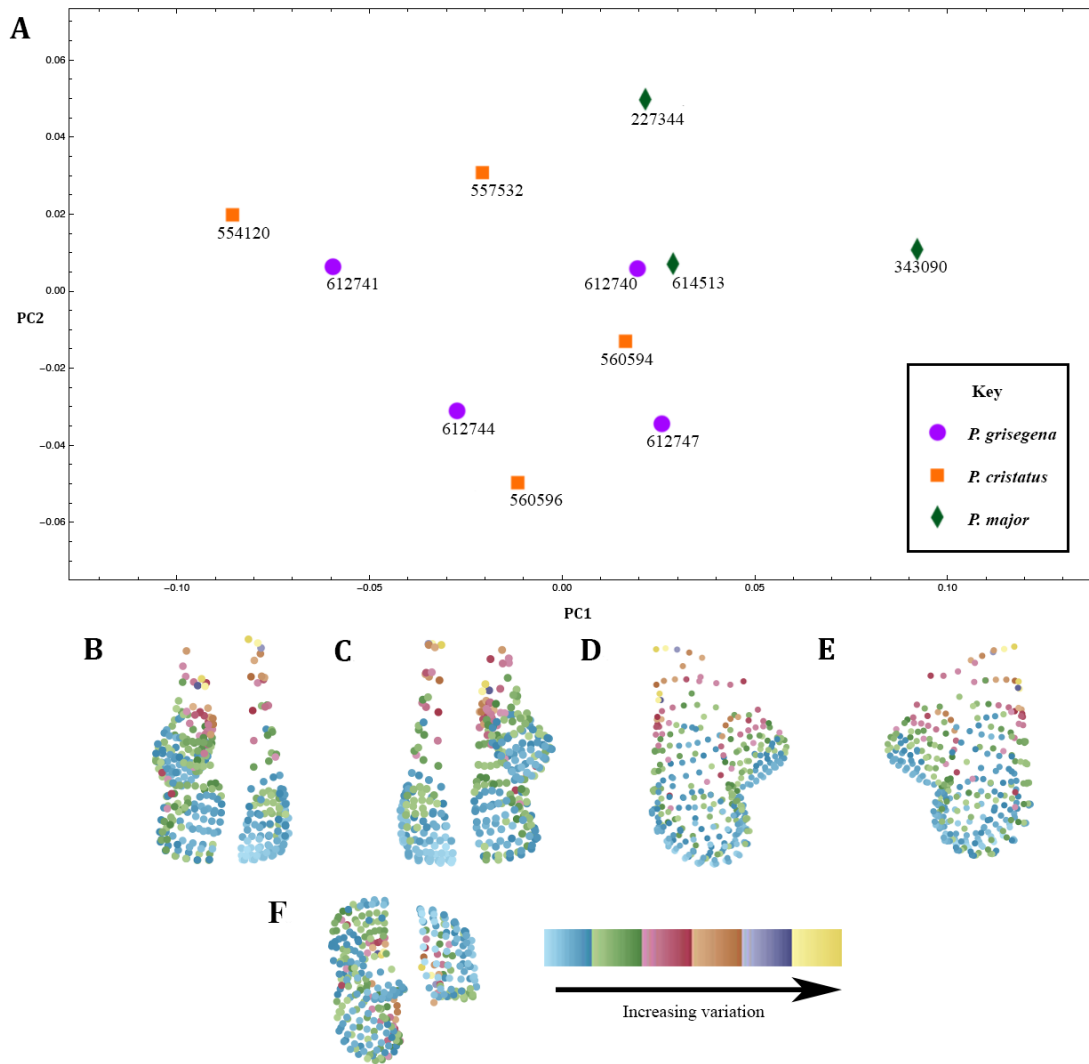 A
0.06
0.04
0.02
0.00
−0.02
−0.04
−0.06
PC2
227344
557532
554120
612741
612740
614513
343090
560594
612744
612747
560596
Key
P. grisegena
P. cristatus
P. major
−0.10
−0.05
0.00
0.05
0.10
PC1
B
C
D
E
F
Increasing variation